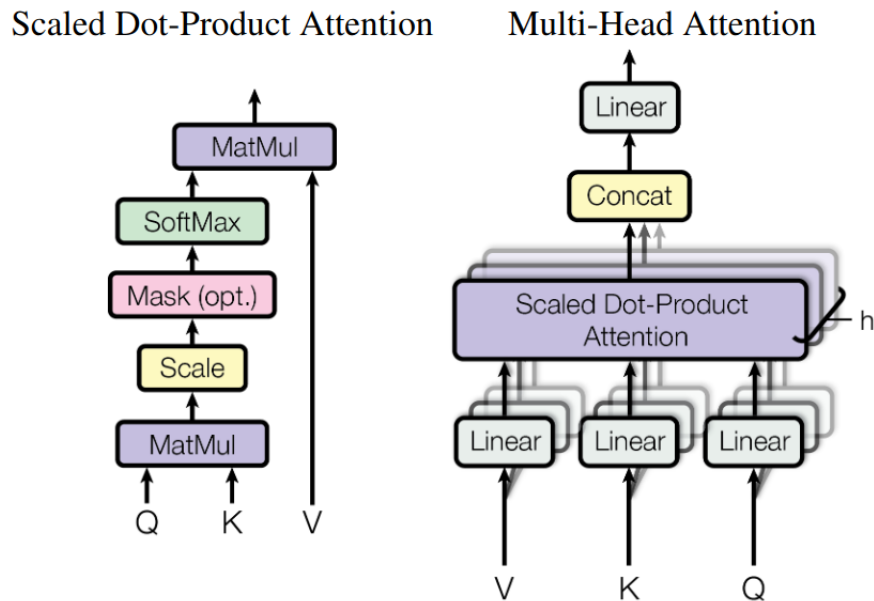 Scaled Dot-Product Attention
MatMul
SoftMax
Mask (opt.)
Scale
MatMul
Q K V
Multi-Head Attention
Linear
Concat
Scaled Dot-Product
Attention
h
Linear Linear Linear
V K Q